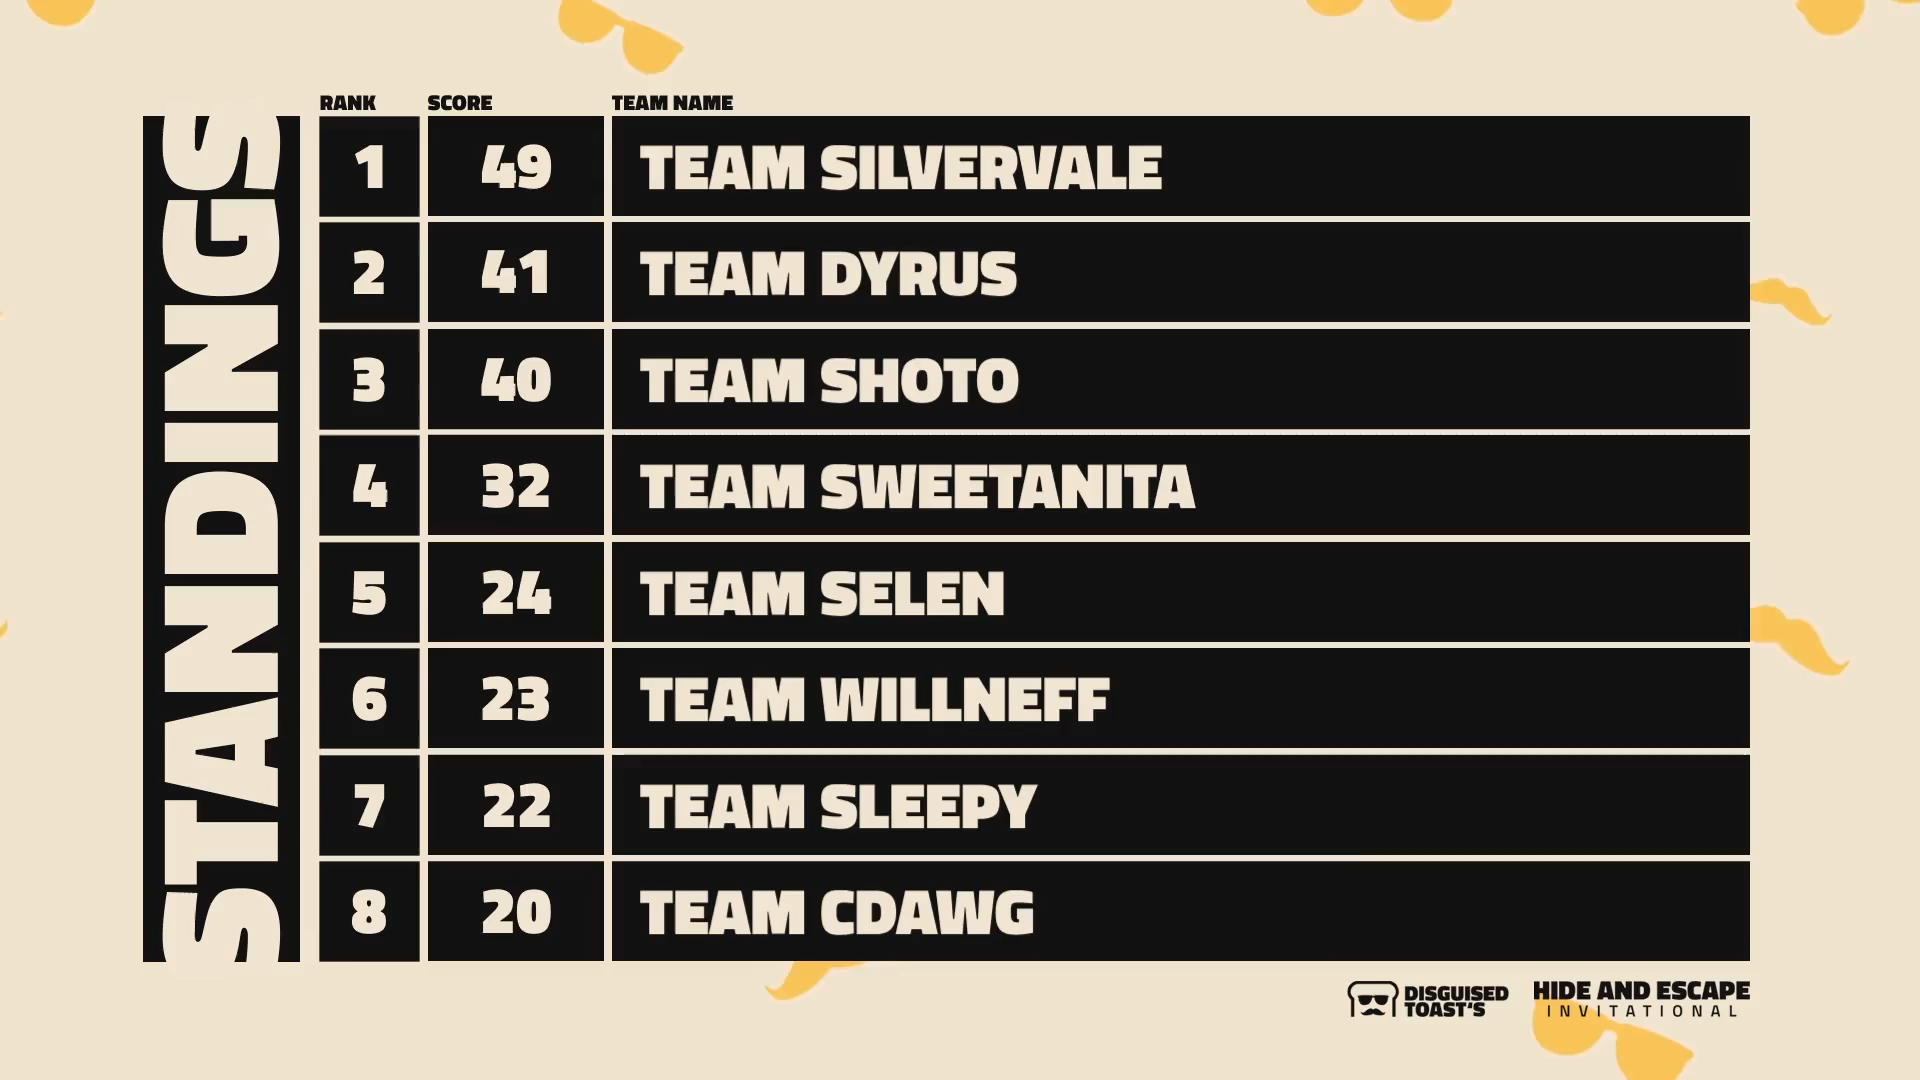 STANDINGS
RANK SCORE TEAM NAME
1 49 TEAM SILVERVALE
2 41 TEAM DYRUS
3 40 TEAM SHOTO
4 32 TEAM SWEETANITA
5 24 TEAM SELEN
6 23 TEAM WILLNEFF
7 22 TEAM SLEEPY
8 20 TEAM CDAWG
DISGUISED
TOAST'S
HIDE AND ESCAPE
INVITATIONAL